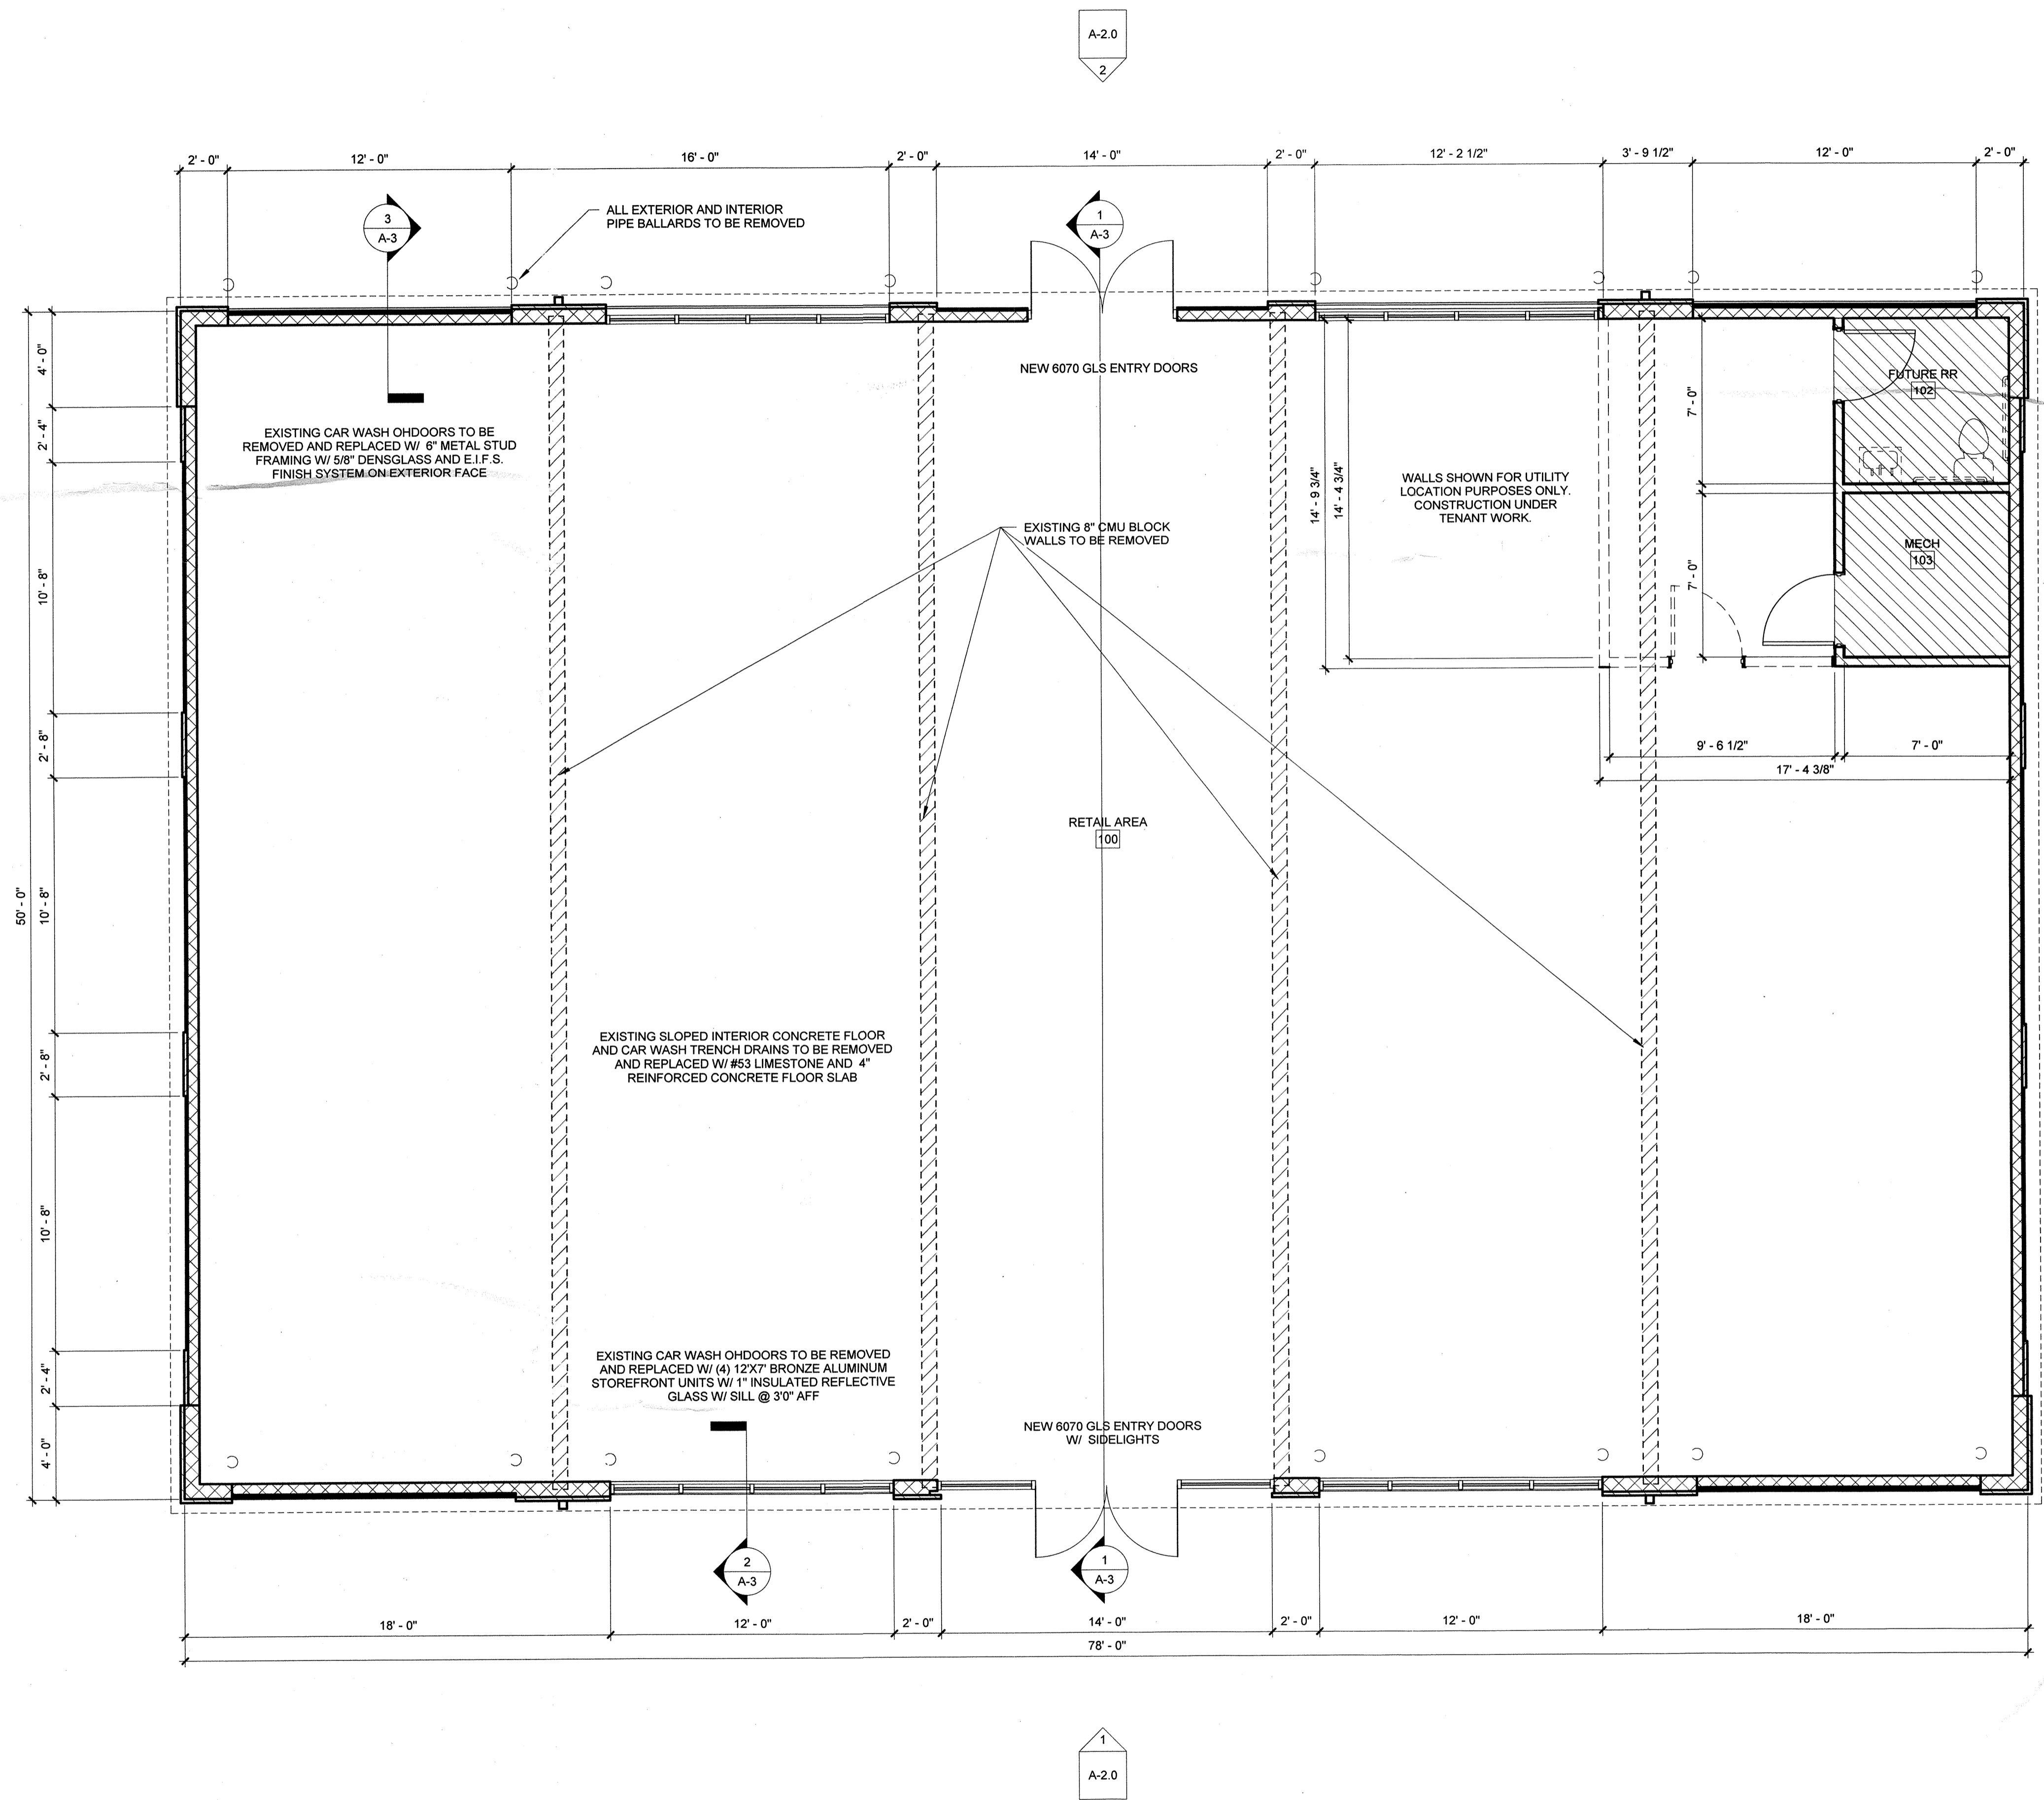 A-2.0
2
2' - 0"
12' - 0"
16' - 0"
2' - 0"
14' - 0"
2' - 0"
12' - 2 1/2"
3' - 9 1/2"
12' - 0"
2' - 0"
3
A-3
ALL EXTERIOR AND INTERIOR
PIPE BALLARDS TO BE REMOVED
1
A-3
4' - 0"
2' - 4"
10' - 8"
2' - 8"
10' - 8"
2' - 8"
10' - 8"
2' - 4"
4' - 0"
50' - 0"
NEW 6070 GLS ENTRY DOORS
EXISTING CAR WASH OHDOORS TO BE
REMOVED AND REPLACED W/ 6" METAL STUD
FRAMING W/ 5/8" DENSGLASS AND E.I.F.S.
FINISH SYSTEM ON EXTERIOR FACE
14' - 9 3/4"
14' - 4 3/4"
WALLS SHOWN FOR UTILITY
LOCATION PURPOSES ONLY.
CONSTRUCTION UNDER
TENANT WORK.
7' - 0"
7' - 0"
FUTURE RR
102
MECH
103
EXISTING 8" CMU BLOCK
WALLS TO BE REMOVED
9' - 6 1/2"
7' - 0"
17' - 4 3/8"
RETAIL AREA
100
EXISTING SLOPED INTERIOR CONCRETE FLOOR
AND CAR WASH TRENCH DRAINS TO BE REMOVED
AND REPLACED W/ #53 LIMESTONE AND 4"
REINFORCED CONCRETE FLOOR SLAB
EXISTING CAR WASH OHDOORS TO BE REMOVED
AND REPLACED W/ (4) 12'X7' BRONZE ALUMINUM
STOREFRONT UNITS W/ 1" INSULATED REFLECTIVE
GLASS W/ SILL @ 3'0" AFF
NEW 6070 GLS ENTRY DOORS
W/ SIDELIGHTS
2
A-3
1
A-3
18' - 0"
12' - 0"
2' - 0"
14' - 0"
2' - 0"
12' - 0"
18' - 0"
78' - 0"
1
A-2.0